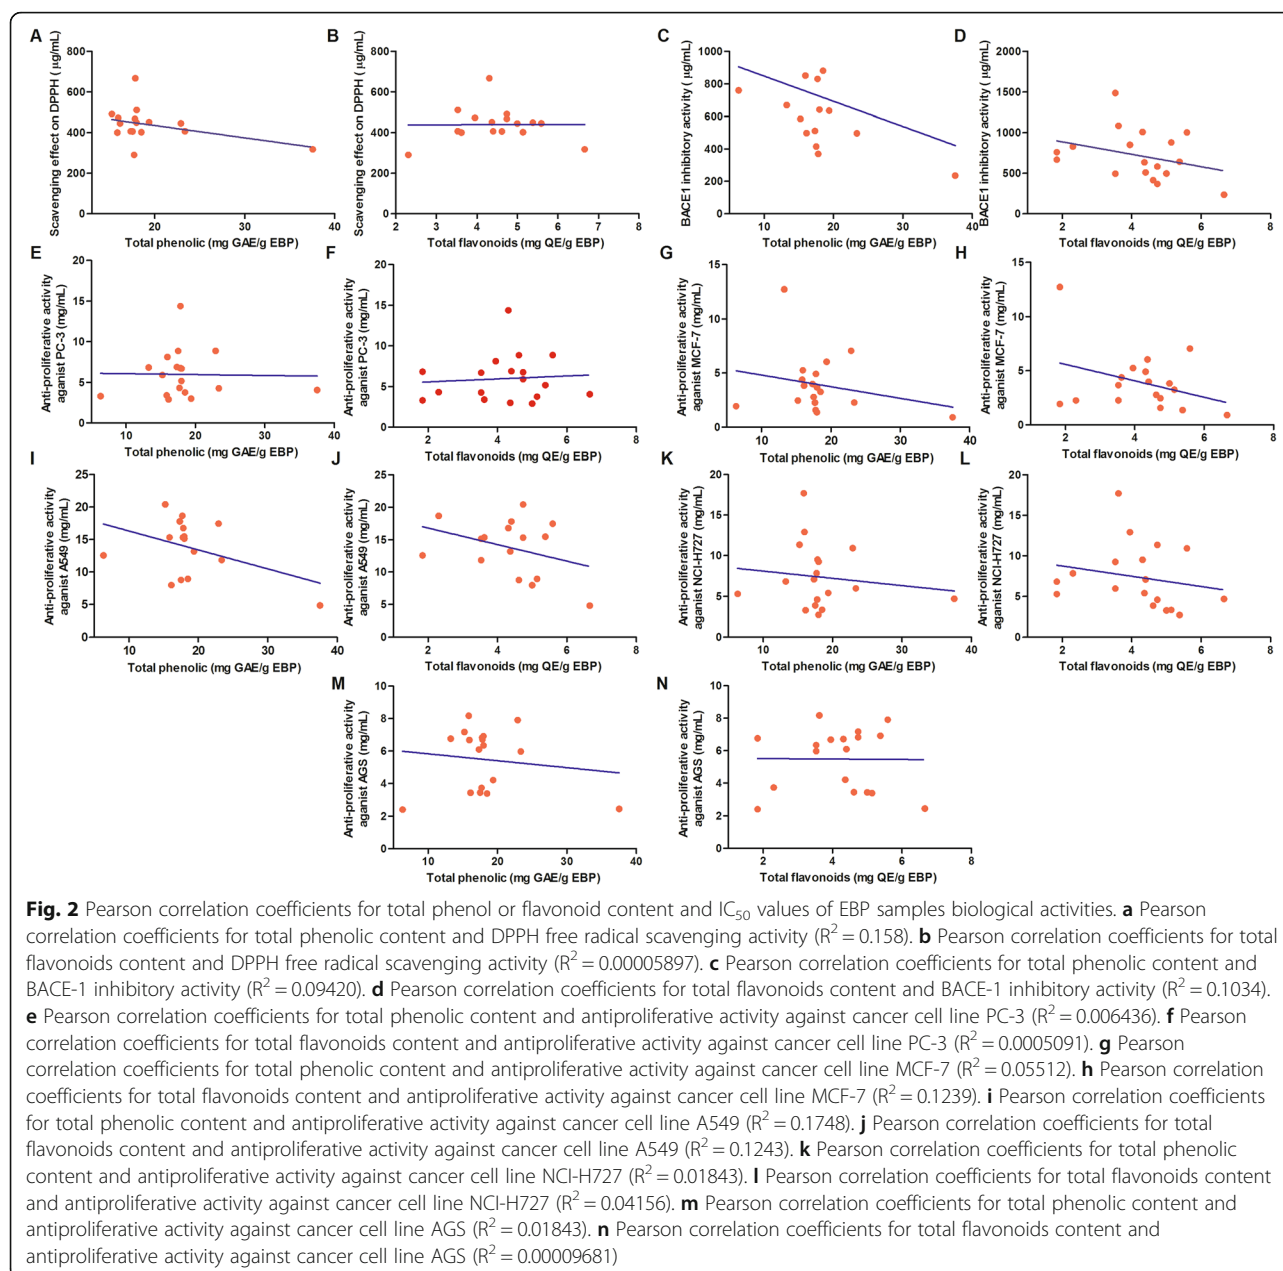 A
Scavenging effect on DPPH ( µg/mL)
800
600
400
200
0
20
30
40
Total phenolic (mg GAE/g EBP)
B
Scavenging effect on DPPH ( µg/mL)
800
600
400
200
0
2
3
4
5
6
7
8
Total flavonoids (mg QE/g EBP)
C
BACE1 inhibitory activity ( µg/mL)
1000
800
600
400
200
0
10
20
30
40
Total phenolic (mg GAE/g EBP)
D
BACE1 inhibitory activity ( µg/mL)
2000
1500
1000
500
0
2
4
6
8
Total flavonoids (mg QE/g EBP)
E
Anti-proliferative activity
aganist PC-3 (mg/mL)
20
15
10
5
0
10
20
30
40
Total phenolic (mg GAE/g EBP)
F
Anti-proliferative activity
aganist PC-3 (mg/mL)
20
15
10
5
0
2
4
6
8
Total flavonoids (mg QE/g EBP)
G
Anti-proliferative activity
aganist MCF-7 (mg/mL)
15
10
5
0
10
20
30
40
Total phenolic (mg GAE/g EBP)
H
Anti-proliferative activity
aganist MCF-7 (mg/mL)
15
10
5
0
2
4
6
8
Total flavonoids (mg QE/g EBP)
I
Anti-proliferative activity
aganist A549 (mg/mL)
25
20
15
10
5
0
10
20
30
40
Total phenolic (mg GAE/g EBP)
J
Anti-proliferative activity
aganist A549 (mg/mL)
25
20
15
10
5
0
2
4
6
8
Total flavonoids (mg QE/g EBP)
K
Anti-proliferative activity
aganist NCI-H727 (mg/mL)
20
15
10
5
0
10
20
30
40
Total phenolic (mg GAE/g EBP)
L
Anti-proliferative activity
aganist NCI-H727 (mg/mL)
20
15
10
5
0
2
4
6
8
Total flavonoids (mg QE/g EBP)
M
Anti-proliferative activity
aganist AGS (mg/mL)
10
8
6
4
2
0
10
20
30
40
Total phenolic (mg GAE/g EBP)
N
Anti-proliferative activity
aganist AGS (mg/mL)
10
8
6
4
2
0
2
4
6
8
Total flavonoids (mg QE/g EBP)
Fig. 2 Pearson correlation coefficients for total phenol or flavonoid content and IC50 values of EBP samples biological activities. a Pearson
correlation coefficients for total phenolic content and DPPH free radical scavenging activity (R2 = 0.158). b Pearson correlation coefficients for total
flavonoids content and DPPH free radical scavenging activity (R2 = 0.00005897). c Pearson correlation coefficients for total phenolic content and
BACE-1 inhibitory activity (R2 = 0.09420). d Pearson correlation coefficients for total flavonoids content and BACE-1 inhibitory activity (R2 = 0.1034).
e Pearson correlation coefficients for total phenolic content and antiproliferative activity against cancer cell line PC-3 (R2 = 0.006436). f Pearson
correlation coefficients for total flavonoids content and antiproliferative activity against cancer cell line PC-3 (R2 = 0.0005091). g Pearson
correlation coefficients for total phenolic content and antiproliferative activity against cancer cell line MCF-7 (R2 = 0.05512). h Pearson correlation
coefficients for total flavonoids content and antiproliferative activity against cancer cell line MCF-7 (R2 = 0.1239). i Pearson correlation coefficients
for total phenolic content and antiproliferative activity against cancer cell line A549 (R2 = 0.1748). j Pearson correlation coefficients for total
flavonoids content and antiproliferative activity against cancer cell line A549 (R2 = 0.1243). k Pearson correlation coefficients for total phenolic
content and antiproliferative activity against cancer cell line NCI-H727 (R2 = 0.01843). l Pearson correlation coefficients for total flavonoids content
and antiproliferative activity against cancer cell line NCI-H727 (R2 = 0.04156). m Pearson correlation coefficients for total phenolic content and
antiproliferative activity against cancer cell line AGS (R2 = 0.01843). n Pearson correlation coefficients for total flavonoids content and
antiproliferative activity against cancer cell line AGS (R2 = 0.00009681)